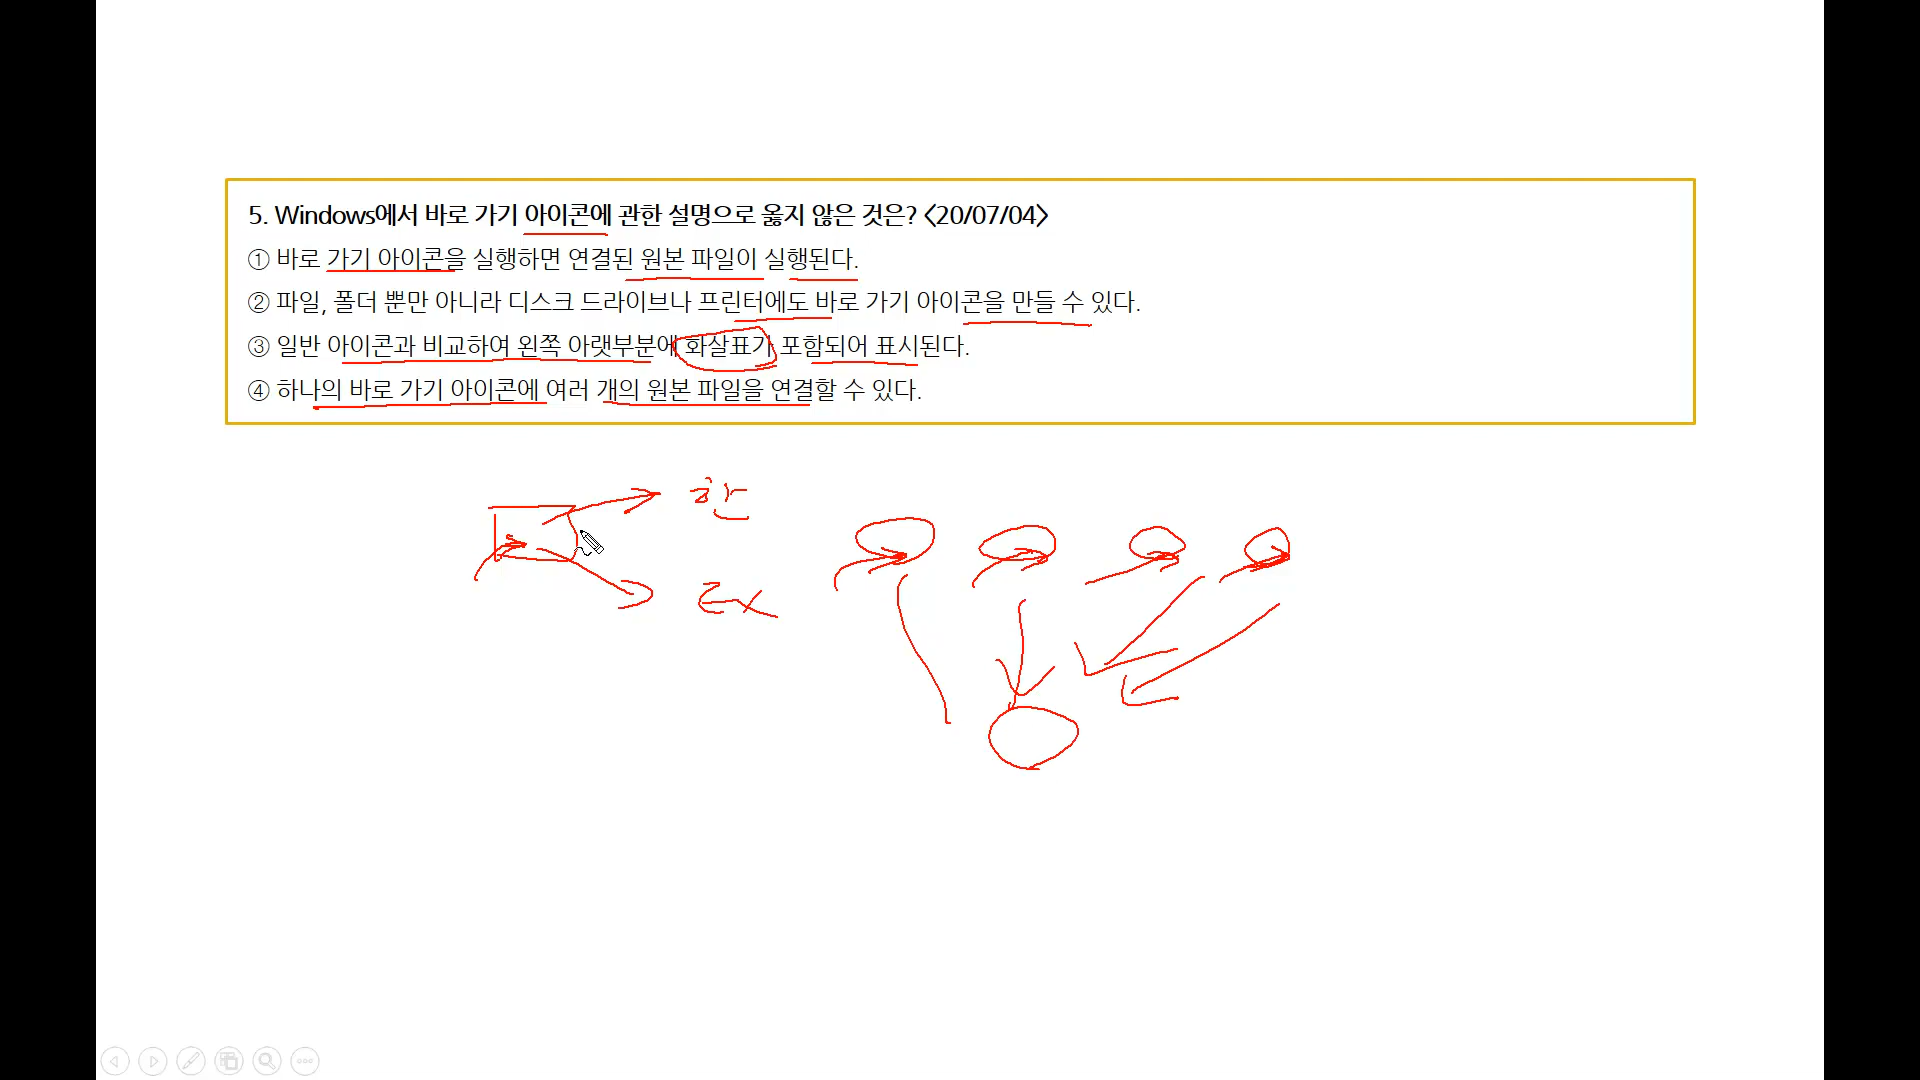 5. Windows에서 바로 가기 아이콘에 관한 설명으로 옳지 않은 것은? <20/07/04>
① 바로 가기 아이콘을 실행하면 연결된 원본 파일이 실행된다.
② 파일, 폴더 뿐만 아니라 디스크 드라이브나 프린터에도 바로 가기 아이콘을 만들 수 있다.
③ 일반 아이콘과 비교하여 왼쪽 아랫부분에 화살표가 포함되어 표시된다.
④ 하나의 바로 가기 아이콘에 여러 개의 원본 파일을 연결할 수 있다.
한
EX